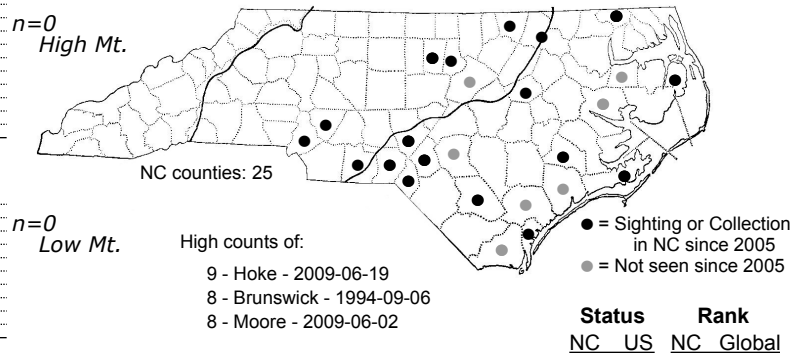 n=0
High Mt.
NC counties: 25
n=0
Low Mt.
High counts of:
9 - Hoke - 2009-06-19
8 - Brunswick - 1994-09-06
8 - Moore - 2009-06-02
= Sighting or Collection
in NC since 2005
= Not seen since 2005
Status Rank
NC US NC Global